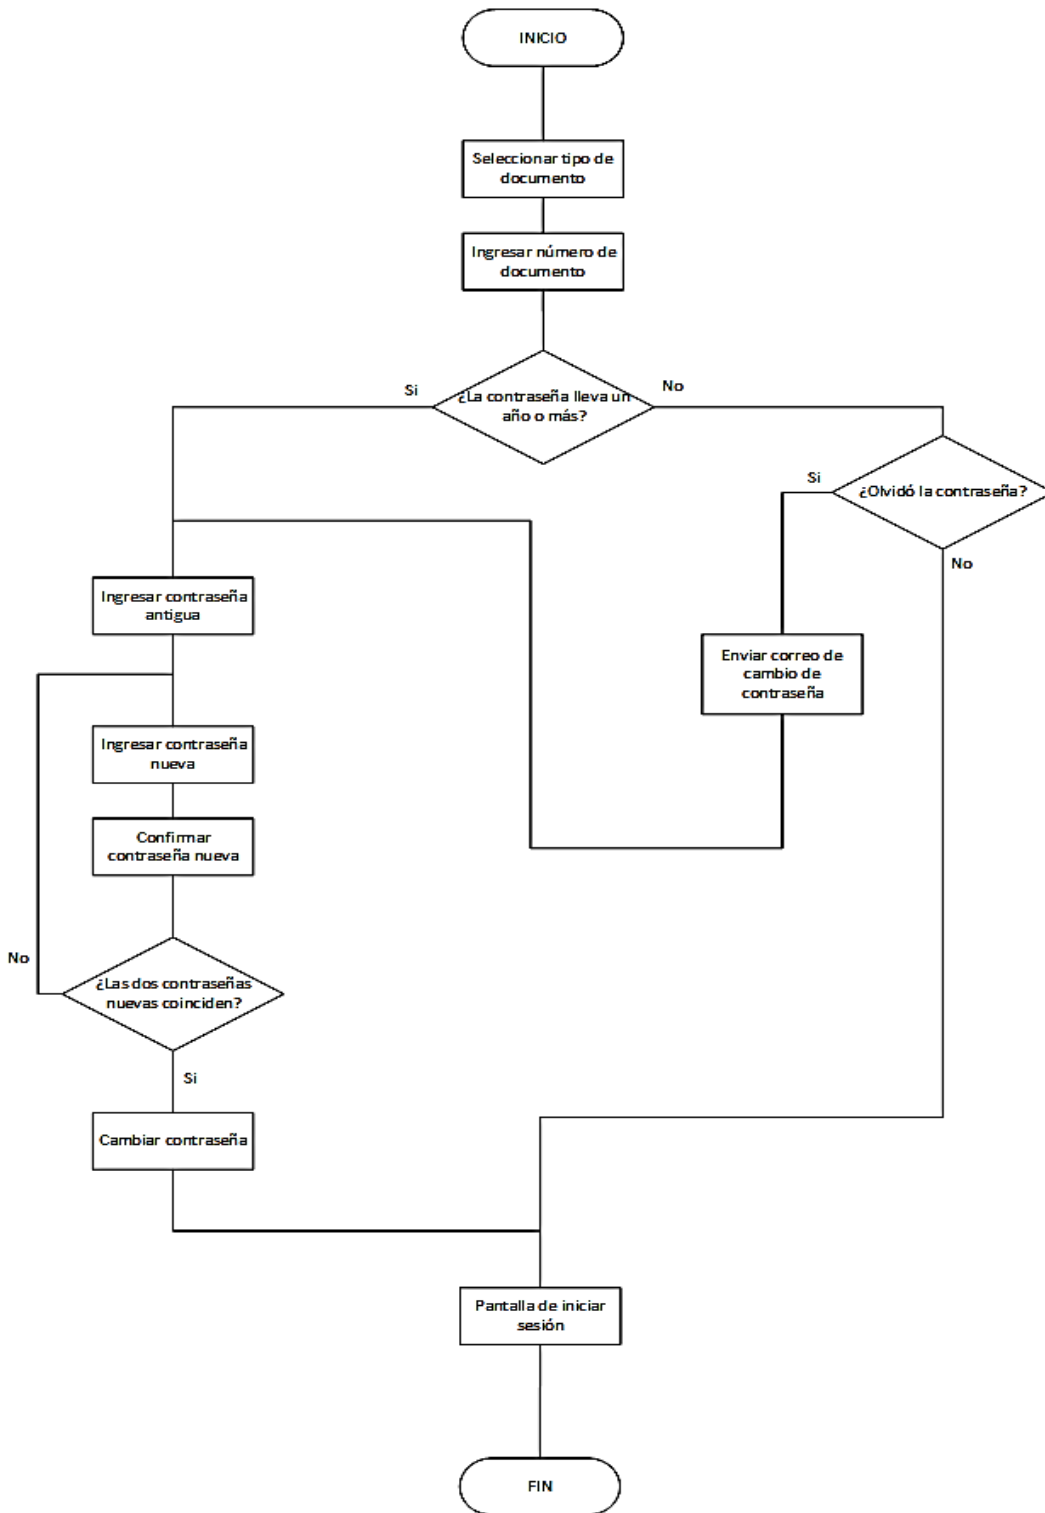 INICIO
Seleccionar tipo de
documento
Ingresar número de
documento
Si
¿La contraseña lleva un
año o más?
No
Si
¿Olvidó la contraseña?
No
Ingresar contraseña
antigua
Enviar correo de
cambio de
contraseña
Ingresar contraseña
nueva
Confirmar
contraseña nueva
No
¿Las dos contraseñas
nuevas coinciden?
Si
Cambiar contraseña
Pantalla de iniciar
sesión
FIN